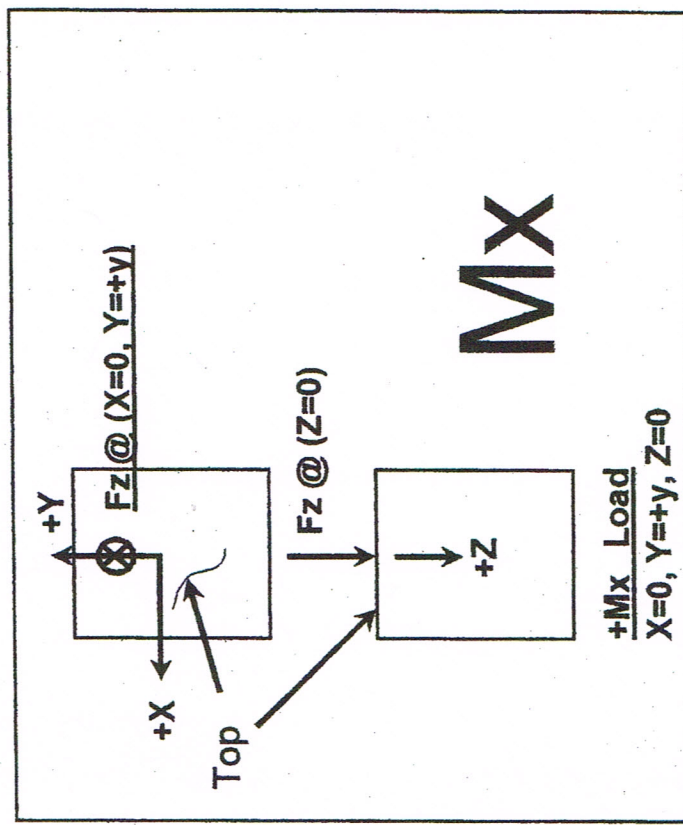 +Y
Fz @ (X=0, Y=+y)
+X
Top
Fz @ (Z=0)
+Z
Mx
+Mx Load
X=0, Y=+y, Z=0